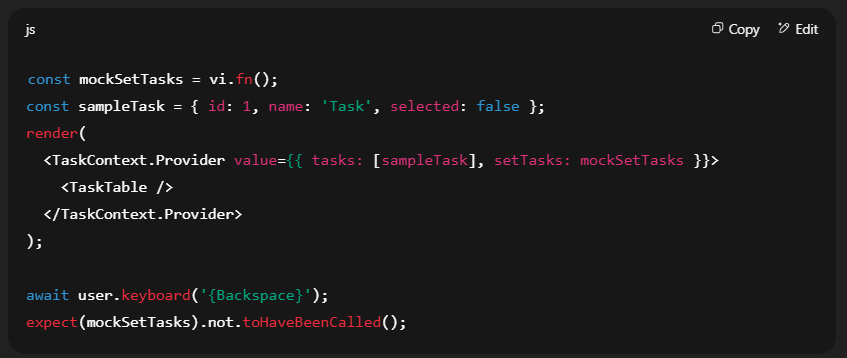 js
Copy
Edit
const mockSetTasks = vi.fn();
const sampleTask = { id: 1, name: 'Task', selected: false };
render(
  <TaskContext.Provider value={{ tasks: [sampleTask], setTasks: mockSetTasks }}>
    <TaskTable />
  </TaskContext.Provider>
);

await user.keyboard('{Backspace}');
expect(mockSetTasks).not.toHaveBeenCalled();